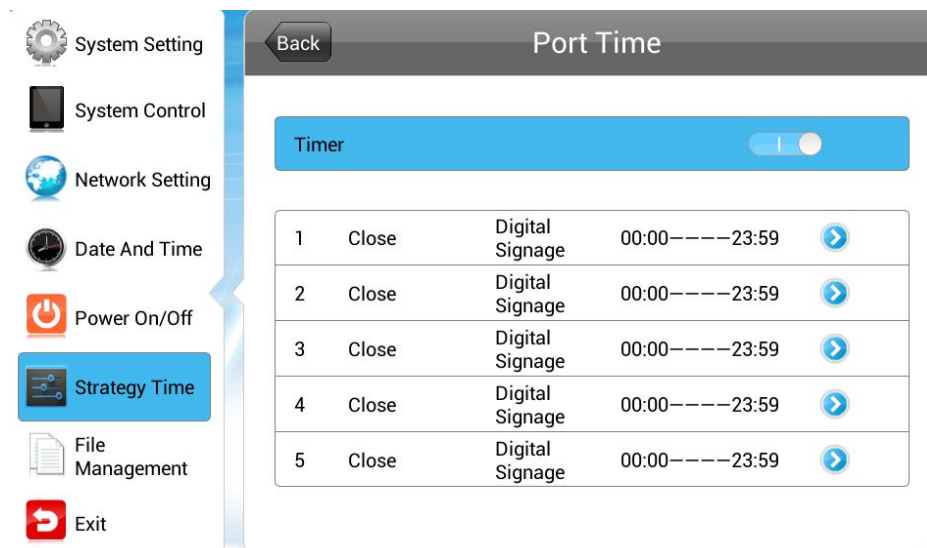 System Setting
System Control
Network Setting
Date And Time
Power On/Off
Strategy Time
File
Management
Exit
Back
Port Time
Timer
1 Close Digital Signage 00:00————23:59
2 Close Digital Signage 00:00————23:59
3 Close Digital Signage 00:00————23:59
4 Close Digital Signage 00:00————23:59
5 Close Digital Signage 00:00————23:59